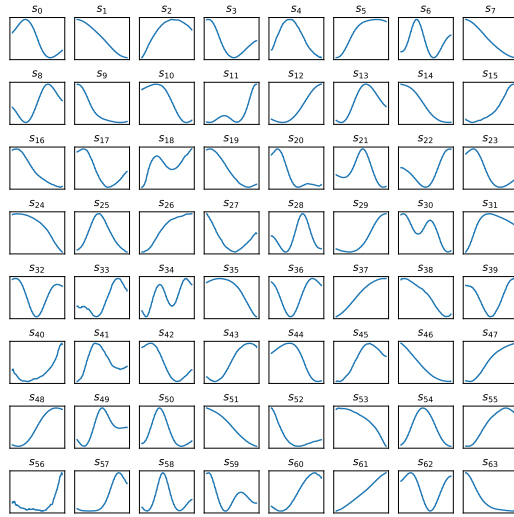 s0 s1 s2 s3 s4 s5 s6 s7
s8 s9 s10 s11 s12 s13 s14 s15
s16 s17 s18 s19 s20 s21 s22 s23
s24 s25 s26 s27 s28 s29 s30 s31
s32 s33 s34 s35 s36 s37 s38 s39
s40 s41 s42 s43 s44 s45 s46 s47
s48 s49 s50 s51 s52 s53 s54 s55
s56 s57 s58 s59 s60 s61 s62 s63